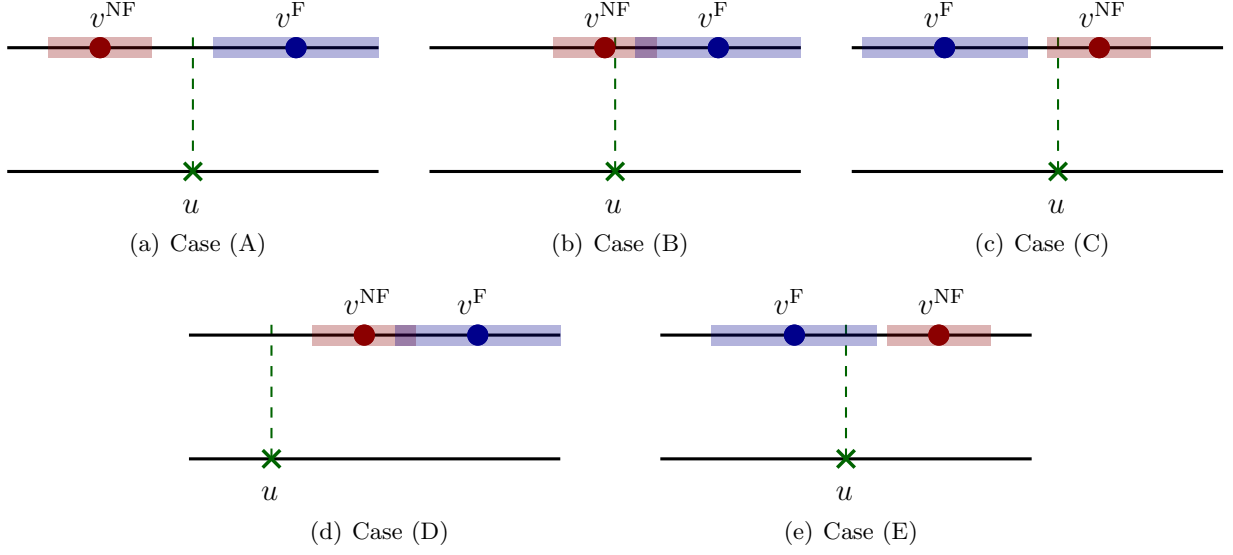 v^NF v^F
u
(a) Case (A)
v^NF v^F
u
(b) Case (B)
v^F v^NF
u
(c) Case (C)
v^NF v^F
u
(d) Case (D)
v^F v^NF
u
(e) Case (E)